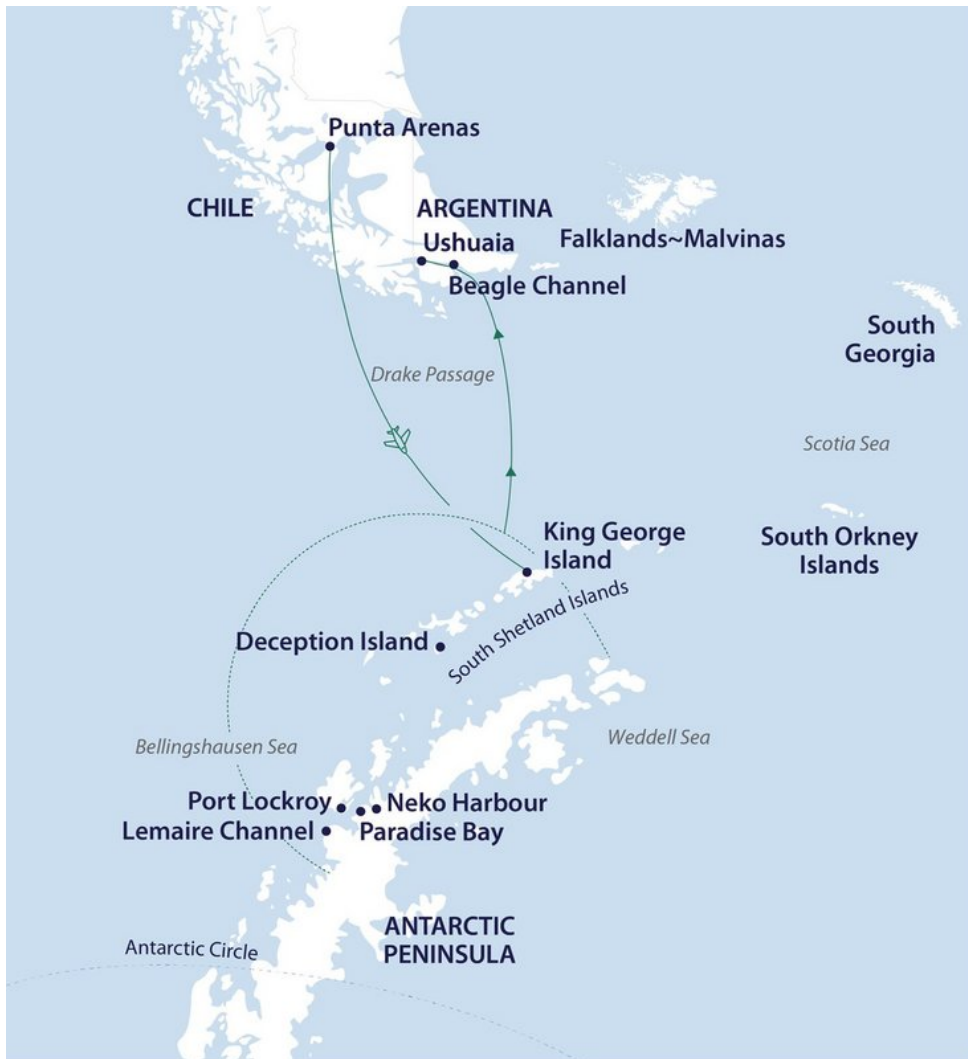 Punta Arenas
CHILE
ARGENTINA
Ushuaia
Falklands~Malvinas
Beagle Channel
South
Georgia
Drake Passage
Scotia Sea
King George
Island
South Orkney
Islands
South Shetland Islands
Deception Island
Weddell Sea
Bellingshausen Sea
Port Lockroy
Neko Harbour
Lemaire Channel
Paradise Bay
ANTARCTIC
PENINSULA
Antarctic Circle